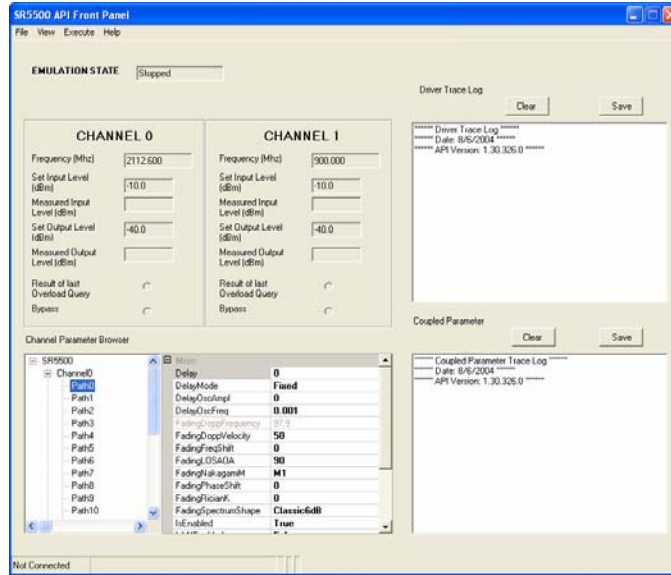 SR5500 API Front Panel
File View Execute Help
EMULATION STATE Stopped
CHANNEL 0
Frequency (Mhz) 2112.600
Set Input Level (dBm) -10.0
Measured Input Level (dBm)
Set Output Level (dBm) -40.0
Measured Output Level (dBm)
Result of last Overload Query
Bypass
CHANNEL 1
Frequency (Mhz) 900.000
Set Input Level (dBm) -10.0
Measured Input Level (dBm)
Set Output Level (dBm) -40.0
Measured Output Level (dBm)
Result of last Overload Query
Bypass
Driver Trace Log
Clear Save
****** Driver Trace Log ******
****** Date: 8/6/2004 ******
****** API Version: 1.30.326.0 ******
Channel Parameter Browser
SR5500
Channel0
Path0
Path1
Path2
Path3
Path4
Path5
Path6
Path7
Path8
Path9
Path10
Misc
Delay 0
DelayMode Fixed
DelayOscAmpl 0
DelayOscFreq 0.001
FadingDoppFrequency 97.9
FadingDoppVelocity 50
FadingFreqShift 0
FadingLOSAOA 90
FadingNakagamiM M1
FadingPhaseShift 0
FadingRicianK 0
FadingSpectrumShape Classic6dB
IsEnabled True
Coupled Parameter
Clear Save
****** Coupled Parameter Trace Log ******
****** Date: 8/6/2004 ******
****** API Version: 1.30.326.0 ******
Not Connected